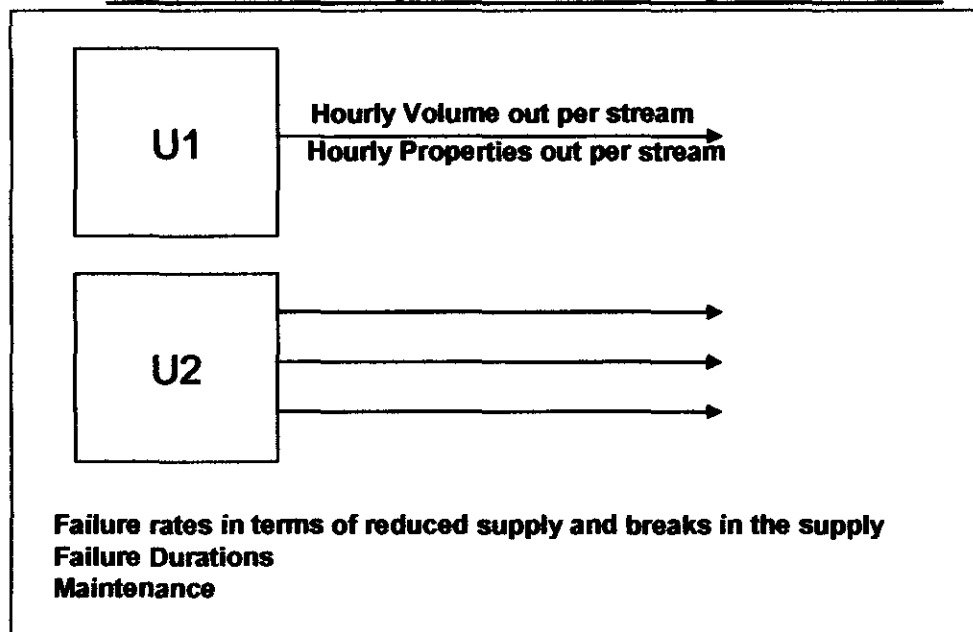 U1
Hourly Volume out per stream
Hourly Properties out per stream
U2
Failure rates in terms of reduced supply and breaks in the supply
Failure Durations
Maintenance